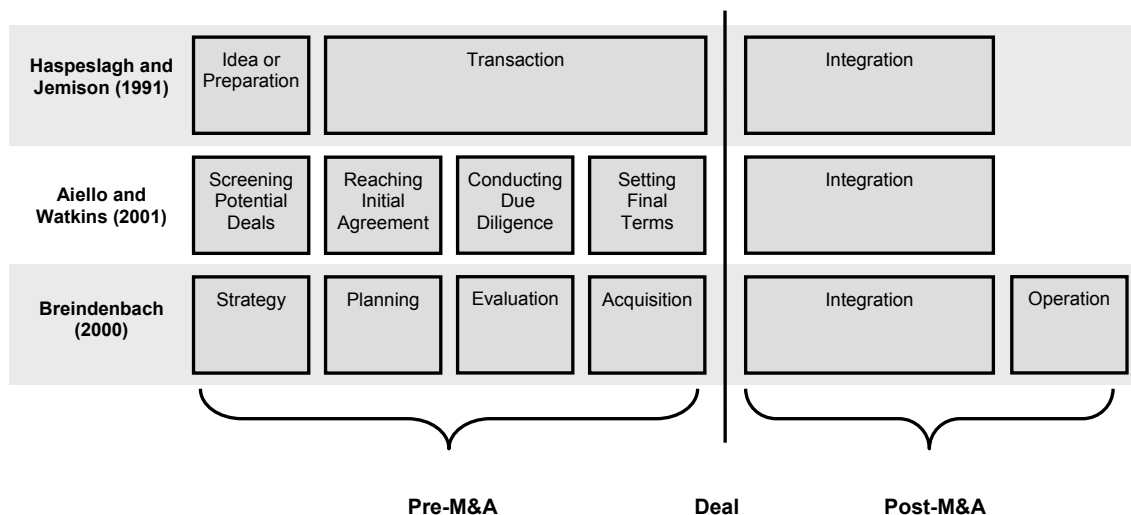 Haspeslagh and
Jemison (1991)
Idea or
Preparation
Transaction
Integration
Aiello and
Watkins (2001)
Screening
Potential
Deals
Reaching
Initial
Agreement
Conducting
Due
Diligence
Setting
Final
Terms
Integration
Breindenbach
(2000)
Strategy
Planning
Evaluation
Acquisition
Integration
Operation
Pre-M&A
Deal
Post-M&A